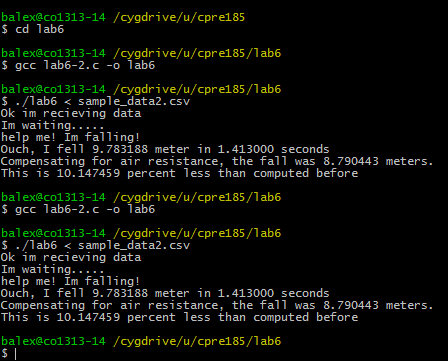 balex@co1313-14 /cygdrive/u/cpre185
$ cd lab6
balex@co1313-14 /cygdrive/u/cpre185/lab6
$ gcc lab6-2.c -o lab6
balex@co1313-14 /cygdrive/u/cpre185/lab6
$ ./lab6 < sample_data2.csv
Ok im recieving data
Im waiting.....
help me! Im falling!
Ouch, I fell 9.783188 meter in 1.413000 seconds
Compensating for air resistance, the fall was 8.790443 meters.
This is 10.147459 percent less than computed before
balex@co1313-14 /cygdrive/u/cpre185/lab6
$ gcc lab6-2.c -o lab6
balex@co1313-14 /cygdrive/u/cpre185/lab6
$ ./lab6 < sample_data2.csv
Ok im recieving data
Im waiting.....
help me! Im falling!
Ouch, I fell 9.783188 meter in 1.413000 seconds
Compensating for air resistance, the fall was 8.790443 meters.
This is 10.147459 percent less than computed before
balex@co1313-14 /cygdrive/u/cpre185/lab6
$